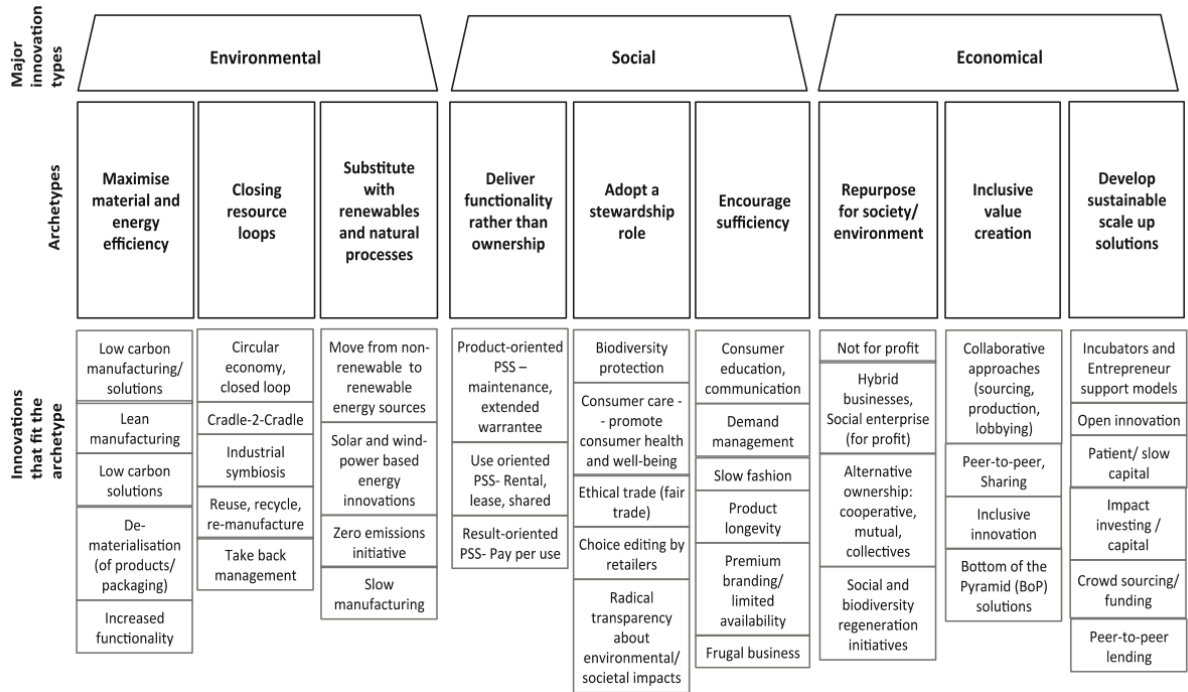 Major
innovation
types
Environmental
Social
Economical
Archetypes
Maximise
material and
energy
efficiency
Closing
resource
loops
Substitute
with
renewables
and natural
processes
Deliver
functionality
rather than
ownership
Adopt a
stewardship
role
Encourage
sufficiency
Repurpose
for society/
environment
Inclusive
value
creation
Develop
sustainable
scale up
solutions
Innovations
that fit the
archetype
Low carbon
manufacturing/
solutions
Lean
manufacturing
Low carbon
solutions
De-
materialisation
(of products/
packaging)
Increased
functionality
Circular
economy,
closed loop
Cradle-2-Cradle
Industrial
symbiosis
Reuse, recycle,
re-manufacture
Take back
management
Move from non-
renewable to
renewable
energy sources
Solar and wind-
power based
energy
innovations
Zero emissions
initiative
Slow
manufacturing
Product-oriented
PSS –
maintenance,
extended
warrantee
Use oriented
PSS- Rental,
lease, shared
Result-oriented
PSS- Pay per use
Biodiversity
protection
Consumer care -
- promote
consumer health
and well-being
Ethical trade (fair
trade)
Choice editing by
retailers
Radical
transparency
about
environmental/
societal impacts
Consumer
education,
communication
Demand
management
Slow fashion
Product
longevity
Premium
branding/
limited
availability
Frugal business
Not for profit
Hybrid
businesses,
Social enterprise
(for profit)
Alternative
ownership:
cooperative,
mutual,
collectives
Social and
biodiversity
regeneration
initiatives
Collaborative
approaches
(sourcing,
production,
lobbying)
Peer-to-peer,
Sharing
Inclusive
innovation
Bottom of the
Pyramid (BoP)
solutions
Incubators and
Entrepreneur
support models
Open innovation
Patient/ slow
capital
Impact
investing /
capital
Crowd sourcing/
funding
Peer-to-peer
lending